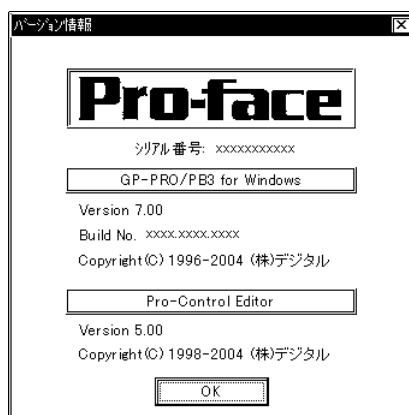 ﾊﾞｰｼﾞｮﾝ情報
Pro-face
ｼﾘｱﾙ番号: xxxxxxxxxxx
GP-PRO/PB3 for Windows
Version 7.00
Build No. xxxx.xxxx.xxxx
Copyright(C) 1996-2004 (株)デジタル
Pro-Control Editor
Version 5.00
Copyright(C) 1998-2004 (株)デジタル
OK